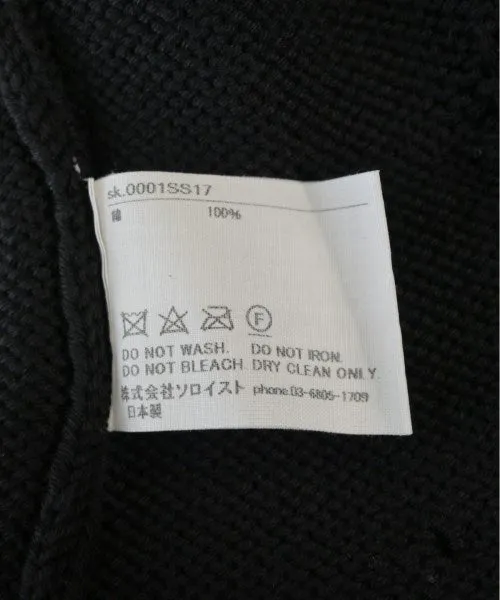 sk.0001SS17
綿 100%
F
DO NOT WASH. DO NOT IRON.
DO NOT BLEACH. DRY CLEAN ONLY.
株式会社ソロイスト phone.03-6805-1709
日本製